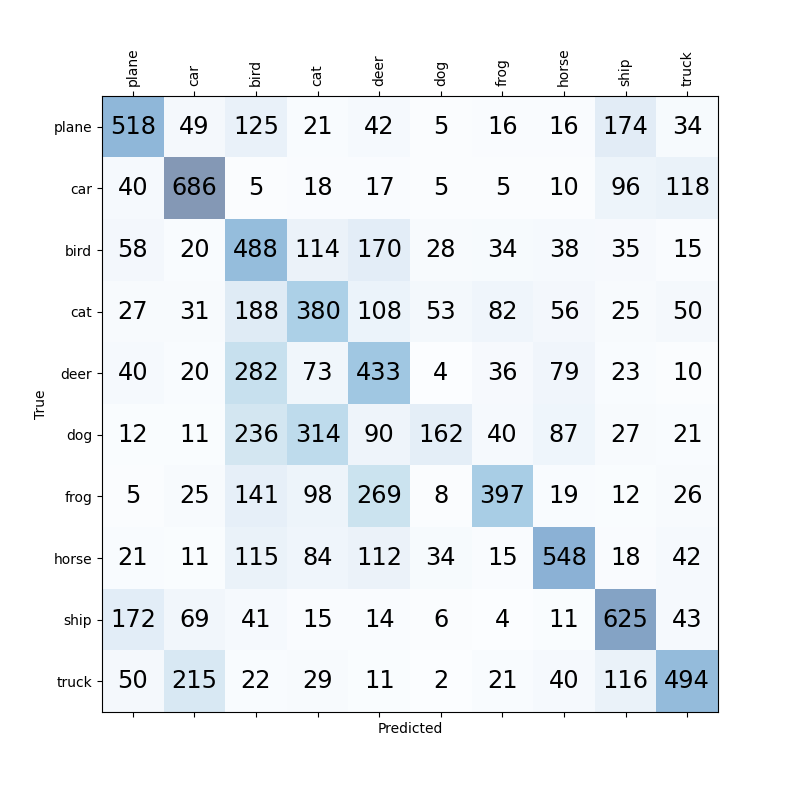 plane car bird cat deer dog frog horse ship truck
plane 518 49 125 21 42 5 16 16 174 34
car 40 686 5 18 17 5 5 10 96 118
bird 58 20 488 114 170 28 34 38 35 15
cat 27 31 188 380 108 53 82 56 25 50
deer 40 20 282 73 433 4 36 79 23 10
True
dog 12 11 236 314 90 162 40 87 27 21
frog 5 25 141 98 269 8 397 19 12 26
horse 21 11 115 84 112 34 15 548 18 42
ship 172 69 41 15 14 6 4 11 625 43
truck 50 215 22 29 11 2 21 40 116 494
Predicted